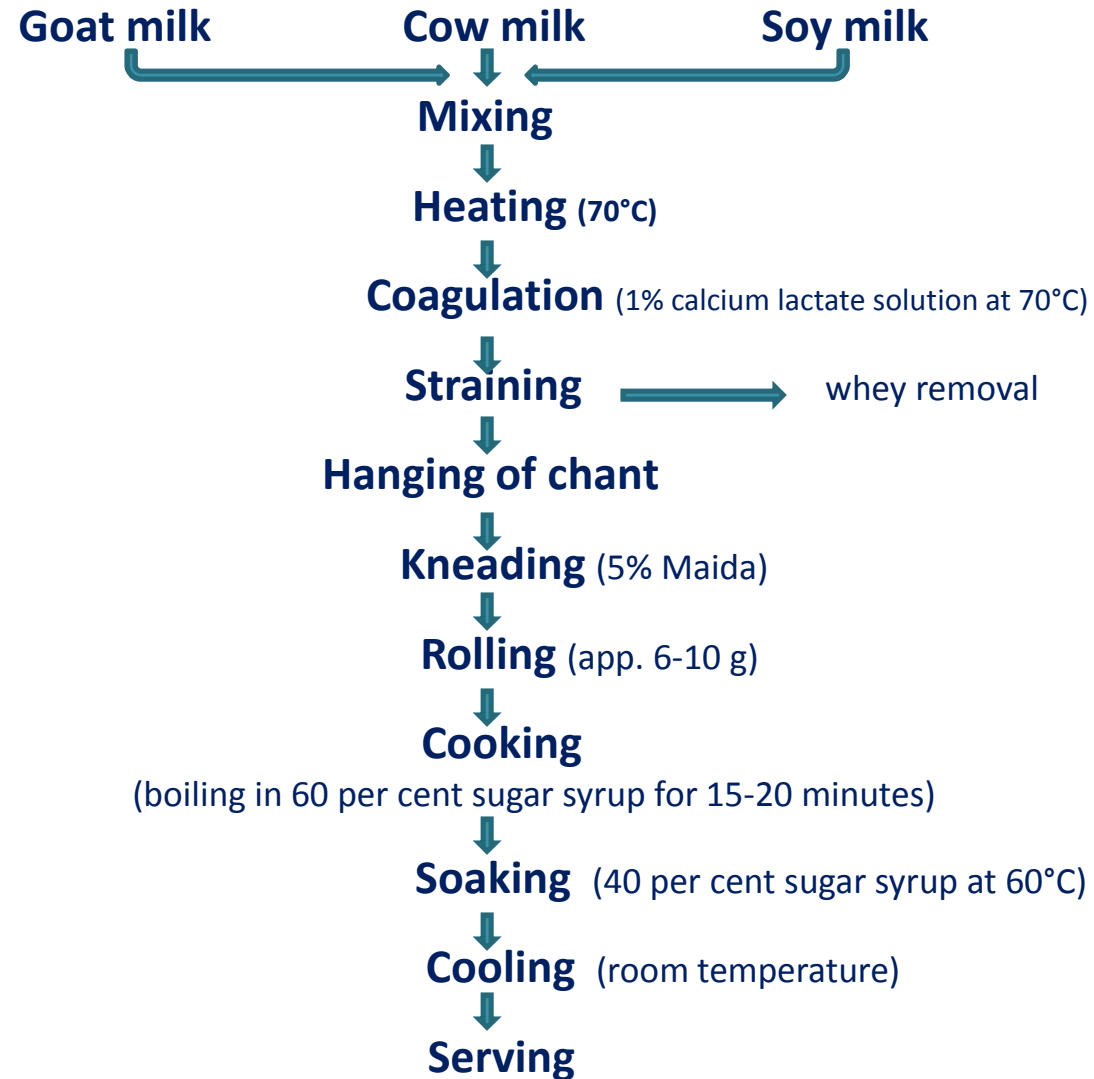 Goat milk Cow milk Soy milk
Mixing
Heating (70°C)
Coagulation (1% calcium lactate solution at 70°C)
Straining whey removal
Hanging of chant
Kneading (5% Maida)
Rolling (app. 6-10 g)
Cooking
(boiling in 60 per cent sugar syrup for 15-20 minutes)
Soaking (40 per cent sugar syrup at 60°C)
Cooling (room temperature)
Serving